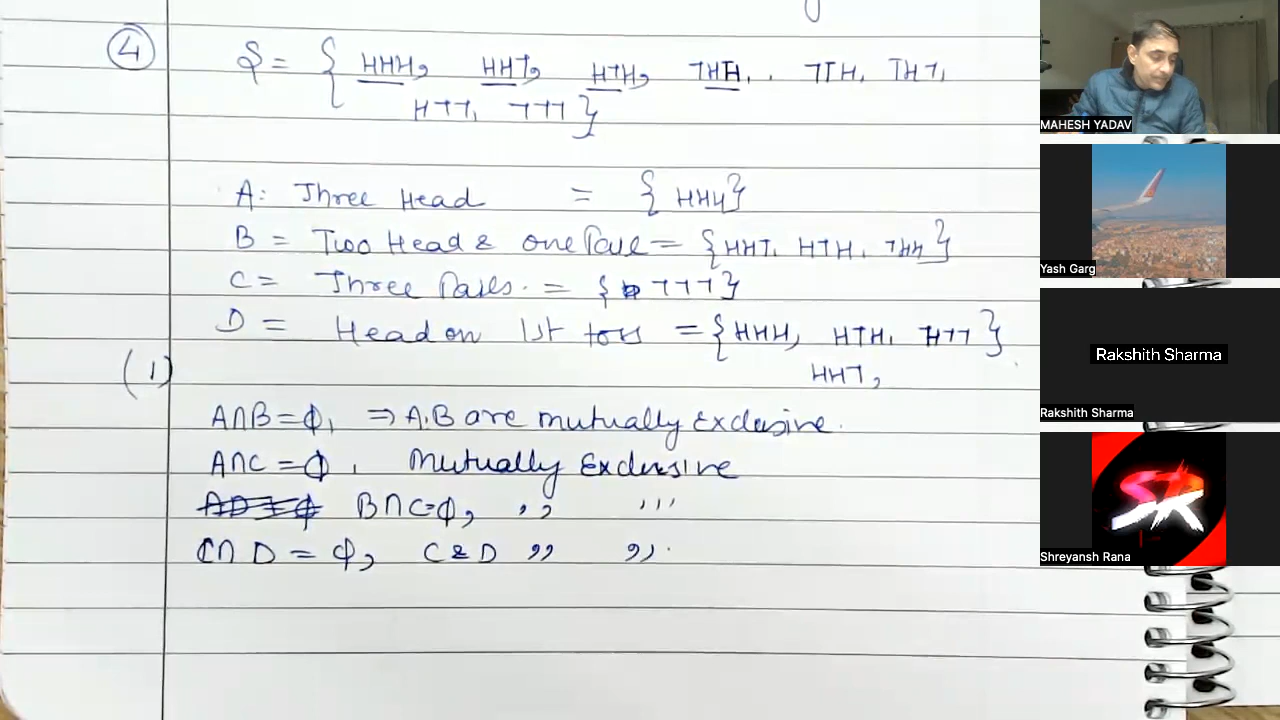 ④ S = { HHH, HHT, HTH, THH, TTH, THT,
HTT, TTT }
A: Three Head = { HHH }
B = Two Head & one Tail = { HHT, HTH, THH }
C = Three Tails. = { TTT }
D = Head on 1st toss = { HHH, HTH, HTT }
HHT,
(1)
A∩B = ϕ, ⇒ A.B are mutually Exclusive.
A∩C = ϕ, Mutually Exclusive
B∩C=ϕ, ,, ,,,
C∩D = ϕ, C & D ,, ,,.
MAHESH YADAV
Yash Garg
Rakshith Sharma
Rakshith Sharma
SR
Shreyansh Rana